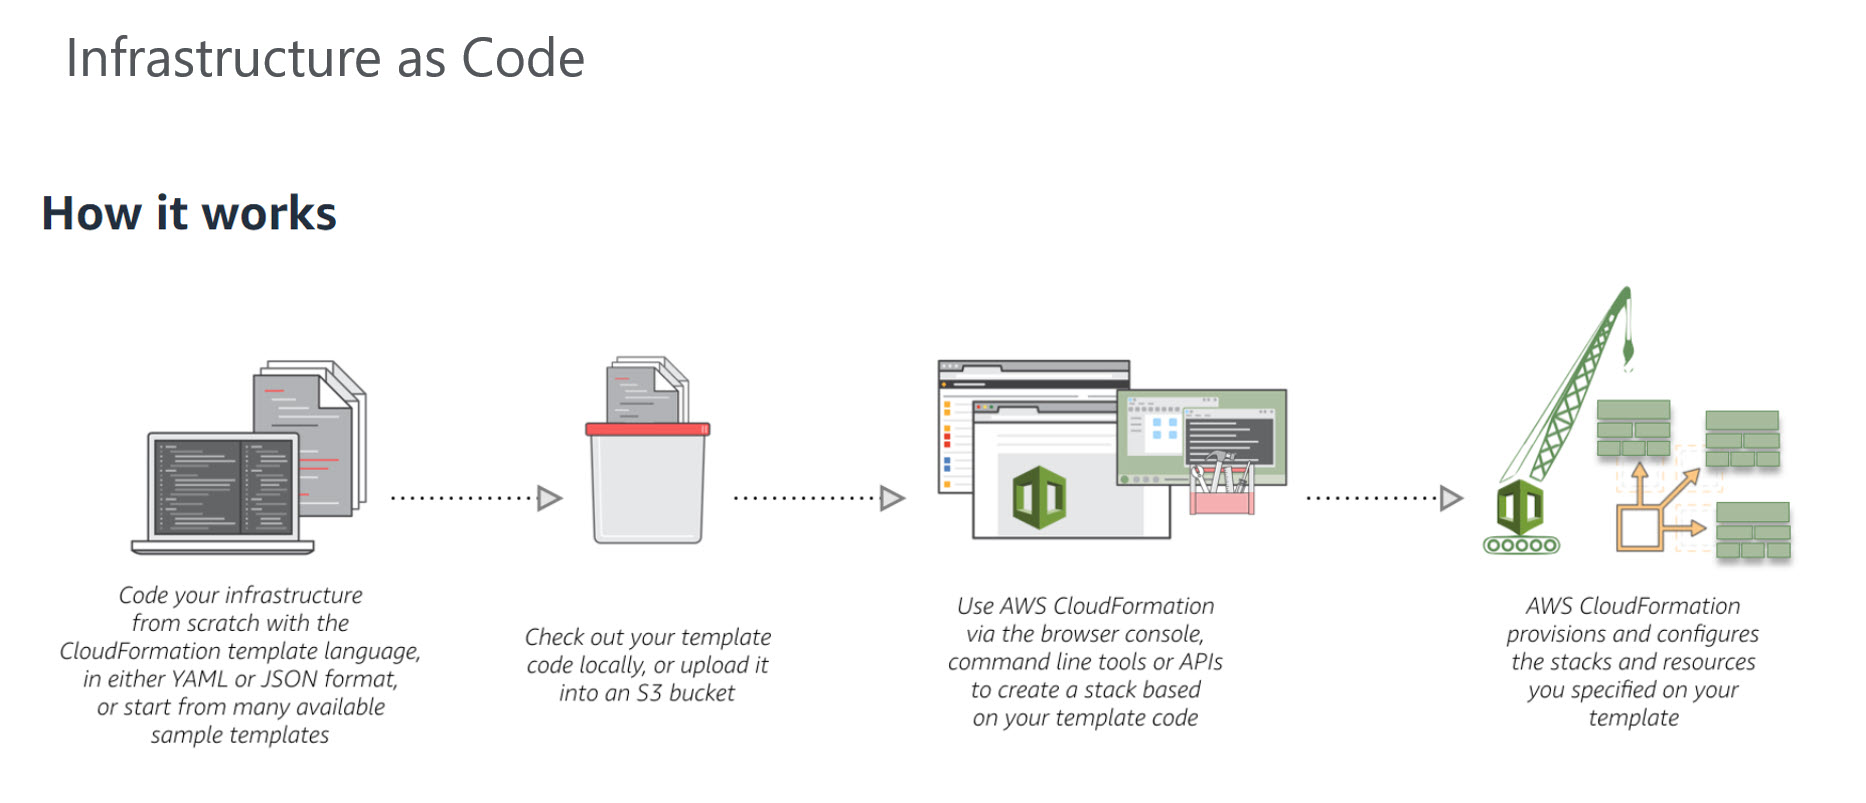 Infrastructure as Code
How it works
Code your infrastructure
from scratch with the
CloudFormation template language,
in either YAML or JSON format,
or start from many available
sample templates
Check out your template
code locally, or upload it
into an S3 bucket
Use AWS CloudFormation
via the browser console,
command line tools or APIs
to create a stack based
on your template code
AWS CloudFormation
provisions and configures
the stacks and resources
you specified on your
template